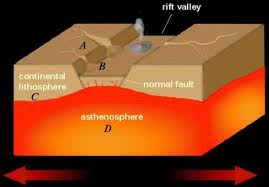 rift valley
A
B
continental
lithosphere
normal fault
C
asthenosphere
D